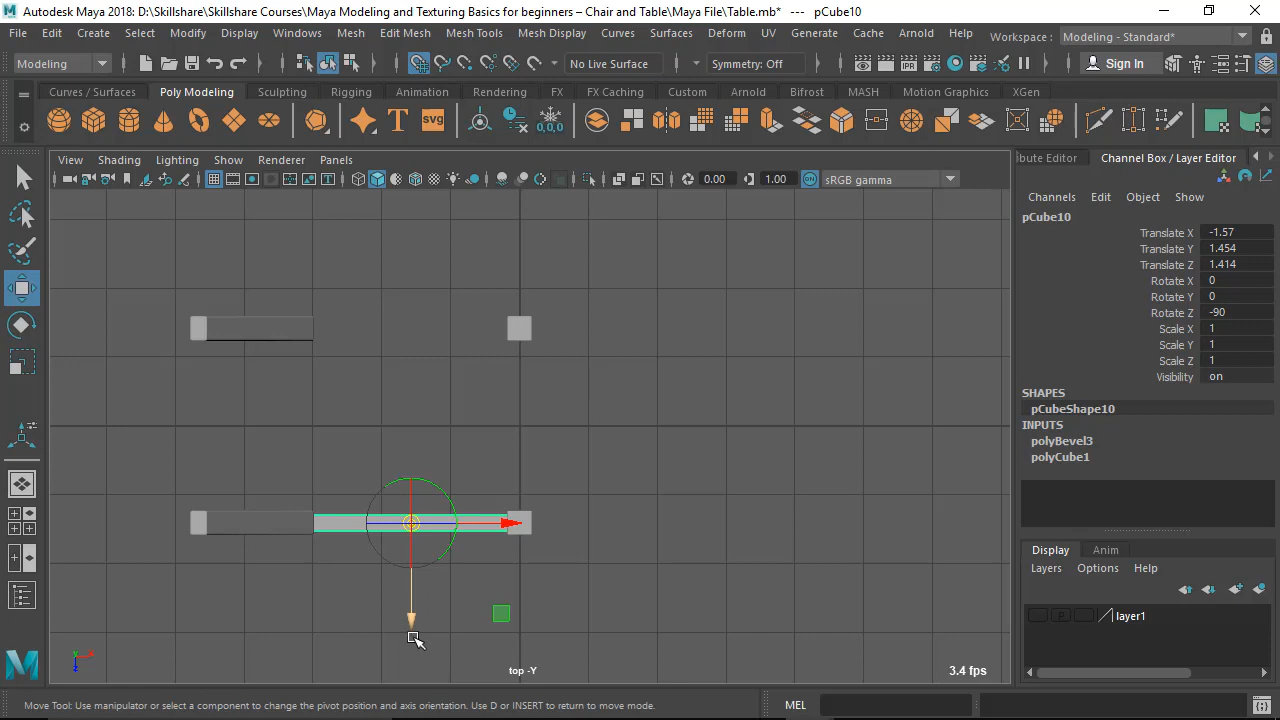 Autodesk Maya 2018: D:\Skillshare\Skillshare Courses\Maya Modeling and Texturing Basics for beginners – Chair and Table\Maya File\Table.mb* --- pCube10
File Edit Create Select Modify Display Windows Mesh Edit Mesh Mesh Tools Mesh Display Curves Surfaces Deform UV Generate Cache Arnold Help Workspace : Modeling - Standard*
Modeling No Live Surface Symmetry: Off IPR Sign In
Curves / Surfaces Poly Modeling Sculpting Rigging Animation Rendering FX FX Caching Custom Arnold Bifrost MASH Motion Graphics XGen
T SVG 0,0,0
View Shading Lighting Show Renderer Panels
0.00 1.00 ON sRGB gamma
bute Editor Channel Box / Layer Editor
Channels Edit Object Show
pCube10
Translate X -1.57
Translate Y 1.454
Translate Z 1.414
Rotate X 0
Rotate Y 0
Rotate Z -90
Scale X 1
Scale Y 1
Scale Z 1
Visibility on
SHAPES
pCubeShape10
INPUTS
polyBevel3
polyCube1
Display Anim
Layers Options Help
P layer1
top -Y
3.4 fps
Move Tool: Use manipulator or select a component to change the pivot position and axis orientation. Use D or INSERT to return to move mode.
MEL